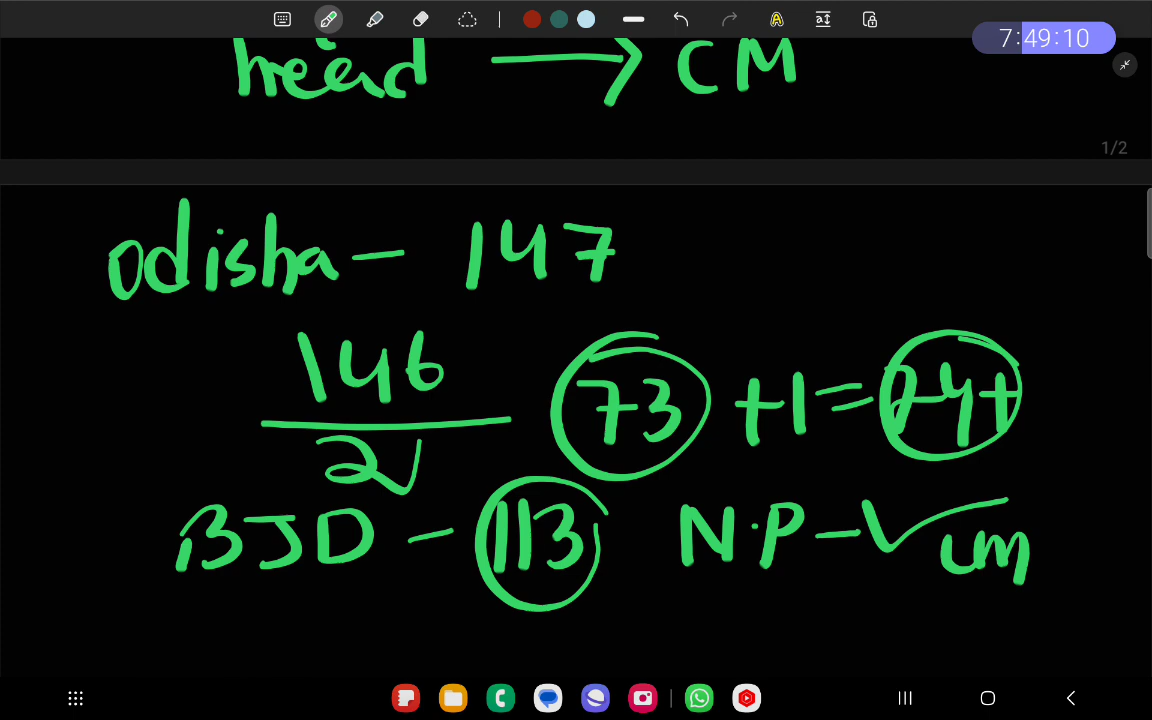 7:49:10
head → CM
1/2
odisha - 147
146/2 73 + 1 = 74+
BJD - 113 N.P - √ cm